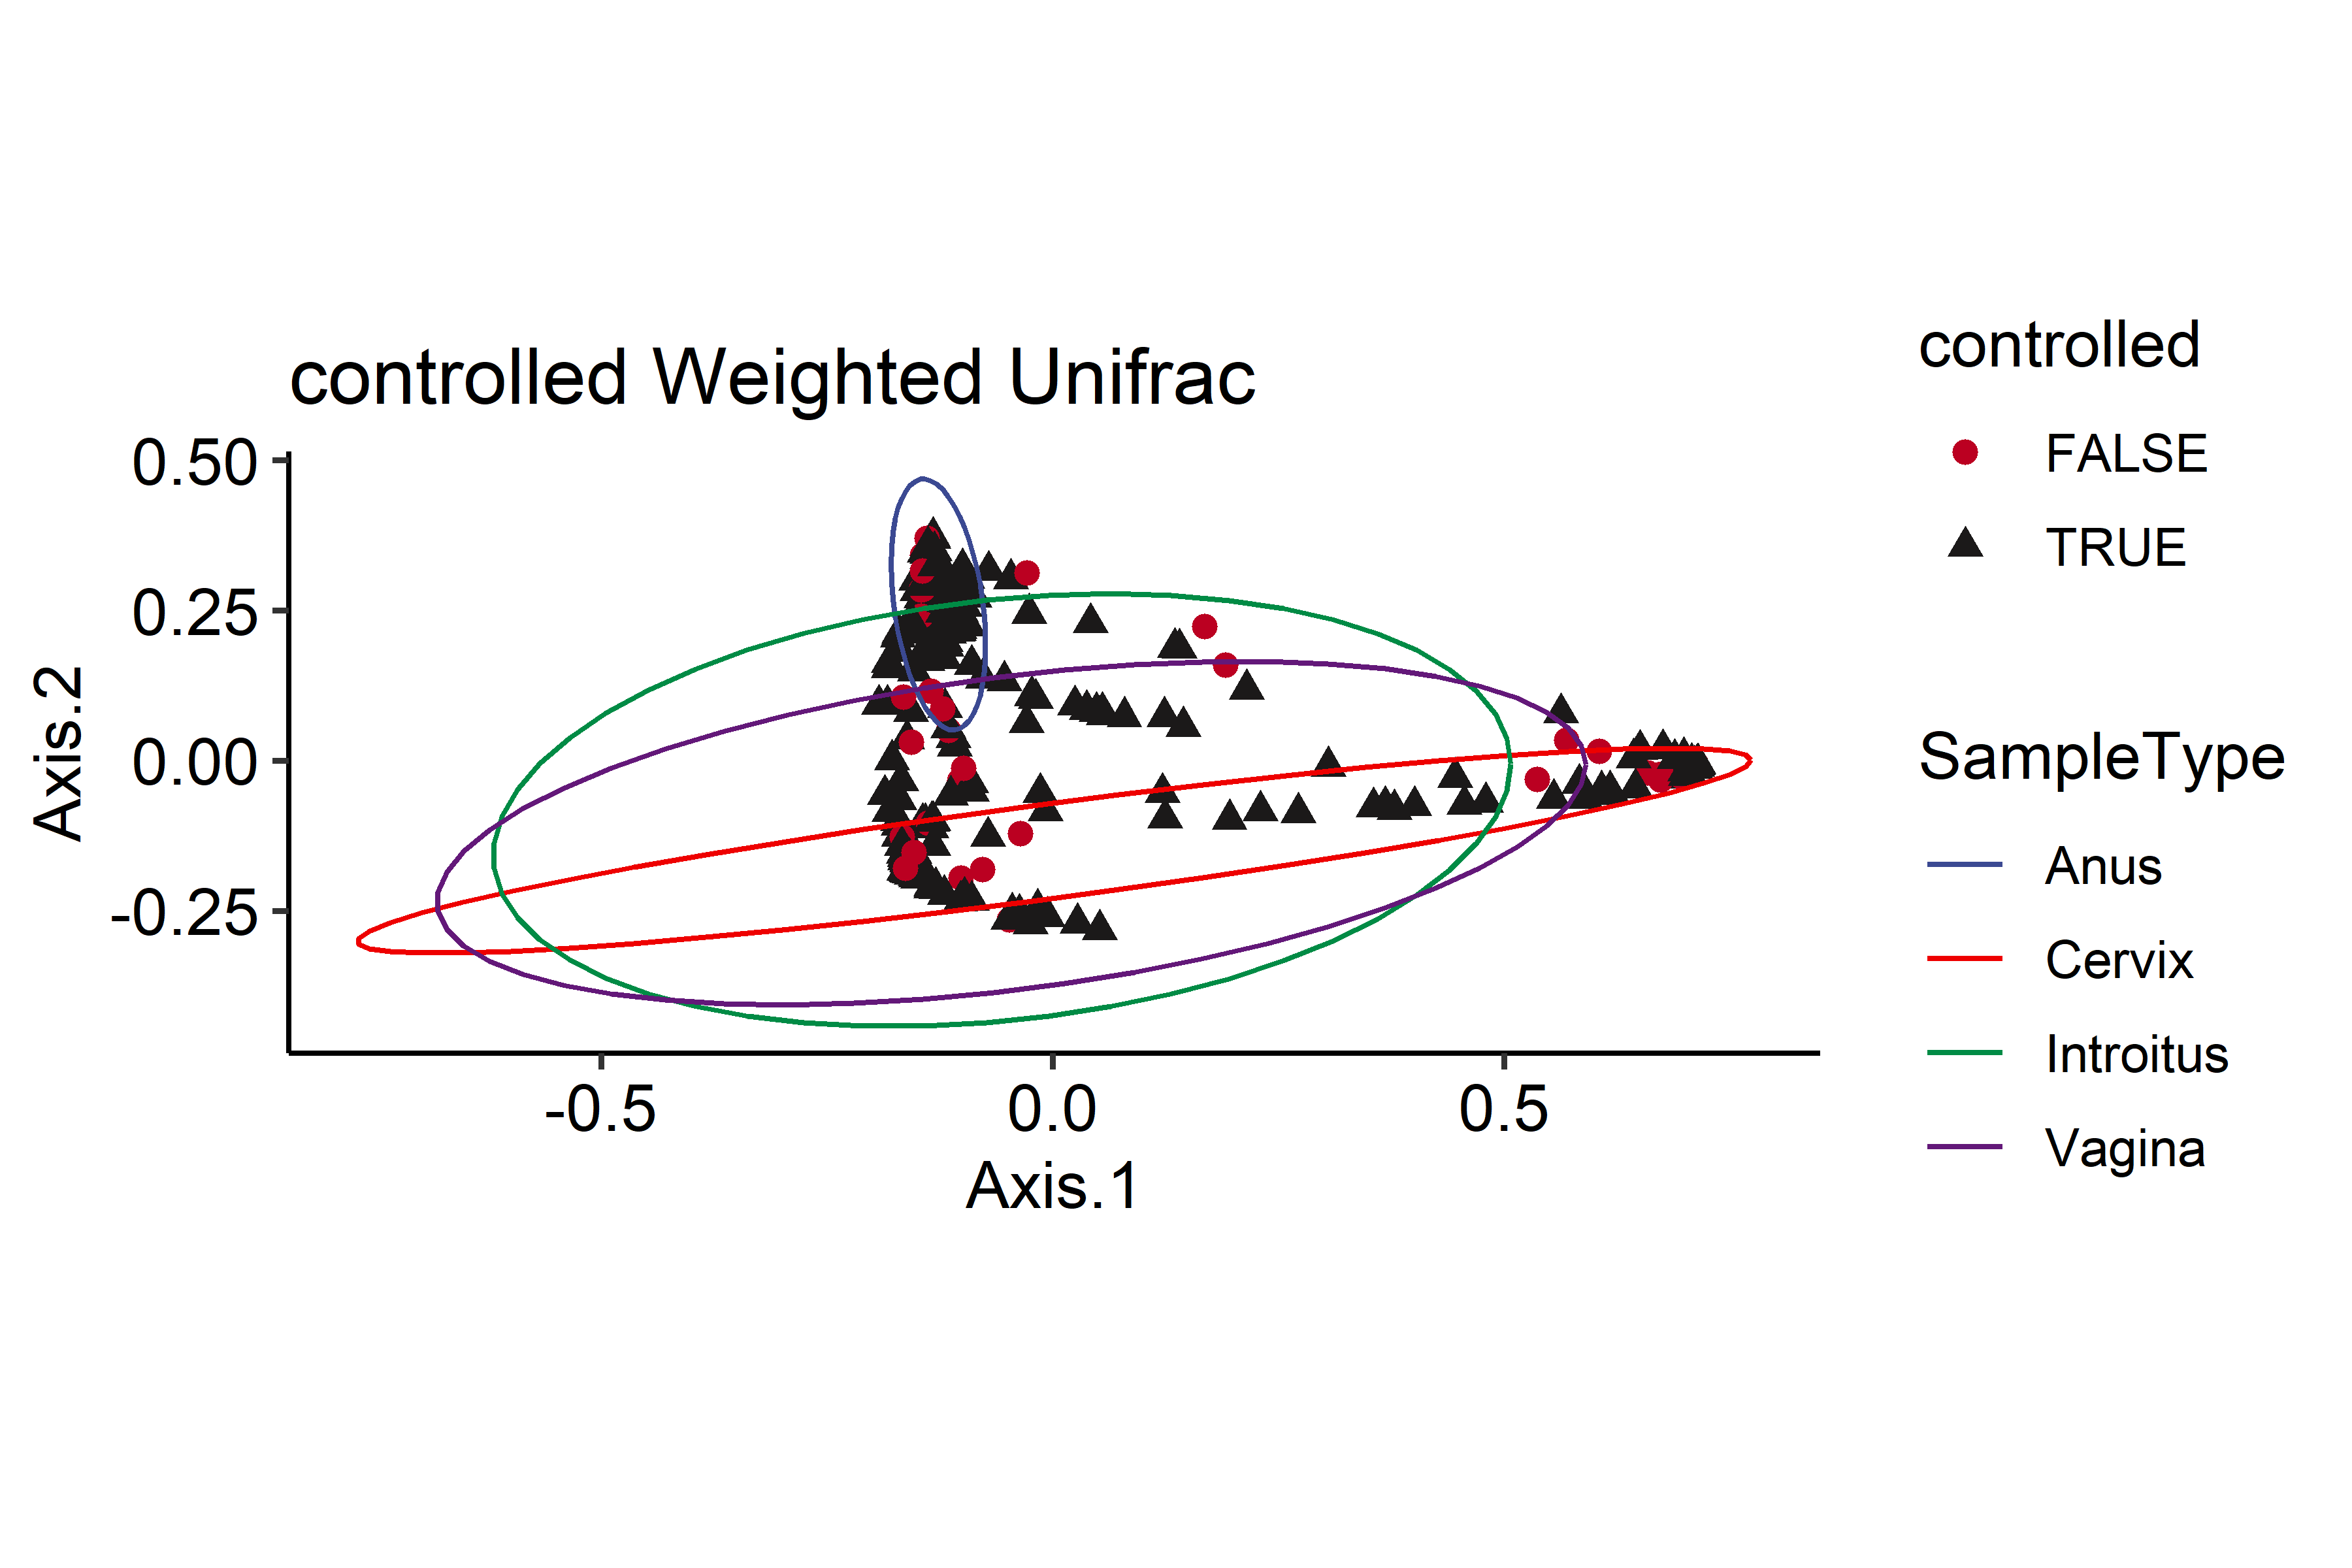 controlled Weighted Unifrac
0.50
0.25
0.00
-0.25
Axis.2
-0.5
0.0
0.5
Axis.1
controlled
FALSE
TRUE
SampleType
Anus
Cervix
Introitus
Vagina